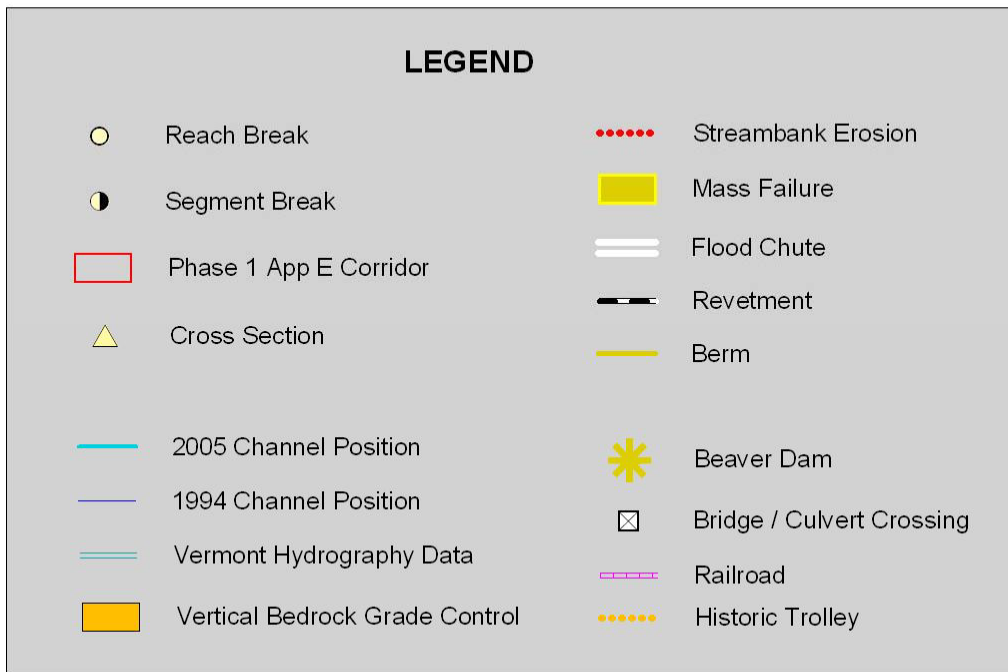 LEGEND
Reach Break
Segment Break
Phase 1 App E Corridor
Cross Section
2005 Channel Position
1994 Channel Position
Vermont Hydrography Data
Vertical Bedrock Grade Control
Streambank Erosion
Mass Failure
Flood Chute
Revetment
Berm
Beaver Dam
Bridge / Culvert Crossing
Railroad
Historic Trolley